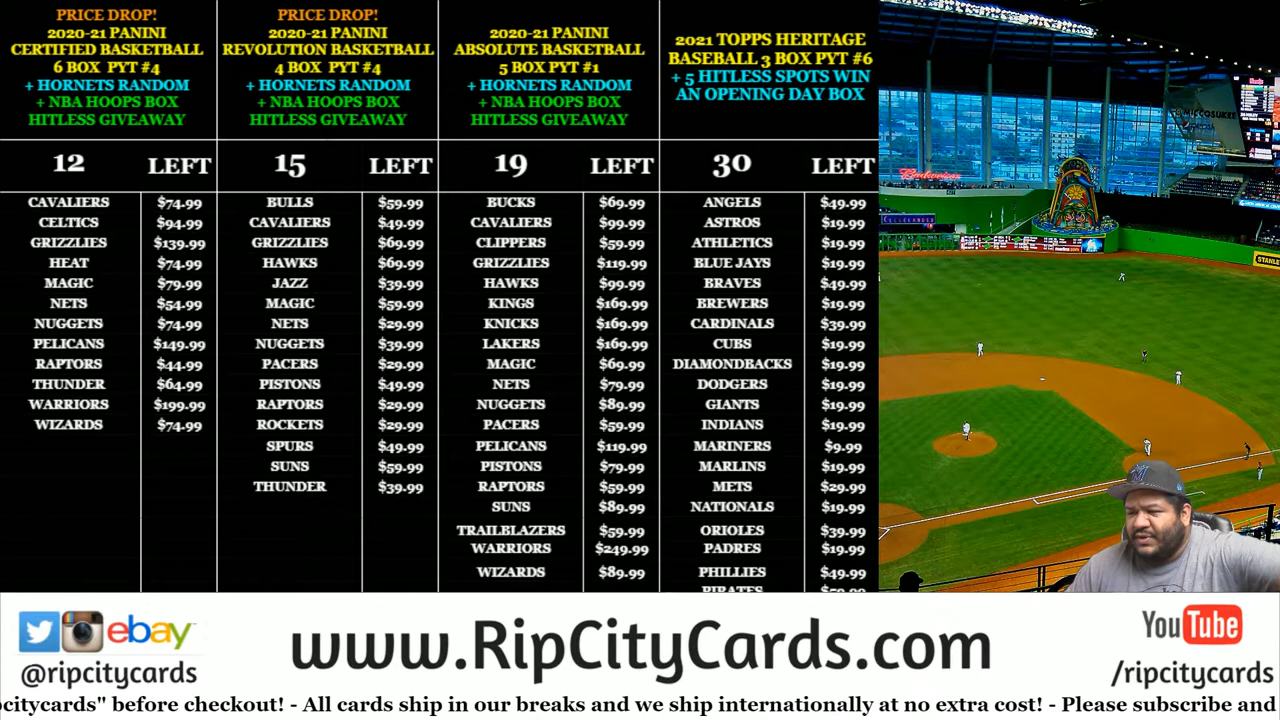 PRICE DROP!
2020-21 PANINI
CERTIFIED BASKETBALL
6 BOX PYT #4
+ HORNETS RANDOM
+ NBA HOOPS BOX
HITLESS GIVEAWAY
12 LEFT
CAVALIERS $74.99
CELTICS $94.99
GRIZZLIES $139.99
HEAT $74.99
MAGIC $79.99
NETS $54.99
NUGGETS $74.99
PELICANS $149.99
RAPTORS $44.99
THUNDER $64.99
WARRIORS $199.99
WIZARDS $74.99
PRICE DROP!
2020-21 PANINI
REVOLUTION BASKETBALL
4 BOX PYT #4
+ HORNETS RANDOM
+ NBA HOOPS BOX
HITLESS GIVEAWAY
15 LEFT
BULLS $59.99
CAVALIERS $49.99
GRIZZLIES $69.99
HAWKS $69.99
JAZZ $39.99
MAGIC $59.99
NETS $29.99
NUGGETS $39.99
PACERS $29.99
PISTONS $49.99
RAPTORS $29.99
ROCKETS $29.99
SPURS $49.99
SUNS $59.99
THUNDER $39.99
2020-21 PANINI
ABSOLUTE BASKETBALL
5 BOX PYT #1
+ HORNETS RANDOM
+ NBA HOOPS BOX
HITLESS GIVEAWAY
19 LEFT
BUCKS $69.99
CAVALIERS $99.99
CLIPPERS $59.99
GRIZZLIES $119.99
HAWKS $99.99
KINGS $169.99
KNICKS $169.99
LAKERS $169.99
MAGIC $69.99
NETS $79.99
NUGGETS $89.99
PACERS $59.99
PELICANS $119.99
PISTONS $79.99
RAPTORS $59.99
SUNS $89.99
TRAILBLAZERS $59.99
WARRIORS $249.99
WIZARDS $89.99
2021 TOPPS HERITAGE
BASEBALL 3 BOX PYT #6
+ 5 HITLESS SPOTS WIN
AN OPENING DAY BOX
30 LEFT
ANGELS $49.99
ASTROS $19.99
ATHLETICS $19.99
BLUE JAYS $19.99
BRAVES $49.99
BREWERS $19.99
CARDINALS $39.99
CUBS $19.99
DIAMONDBACKS $19.99
DODGERS $19.99
GIANTS $19.99
INDIANS $19.99
MARINERS $9.99
MARLINS $19.99
METS $29.99
NATIONALS $19.99
ORIOLES $39.99
PADRES $19.99
PHILLIES $49.99
PIRATES
Budweiser
STANLEY
ebay
@ripcitycards
www.RipCityCards.com
YouTube
/ripcitycards
citycards" before checkout! - All cards ship in our breaks and we ship internationally at no extra cost! - Please subscribe and